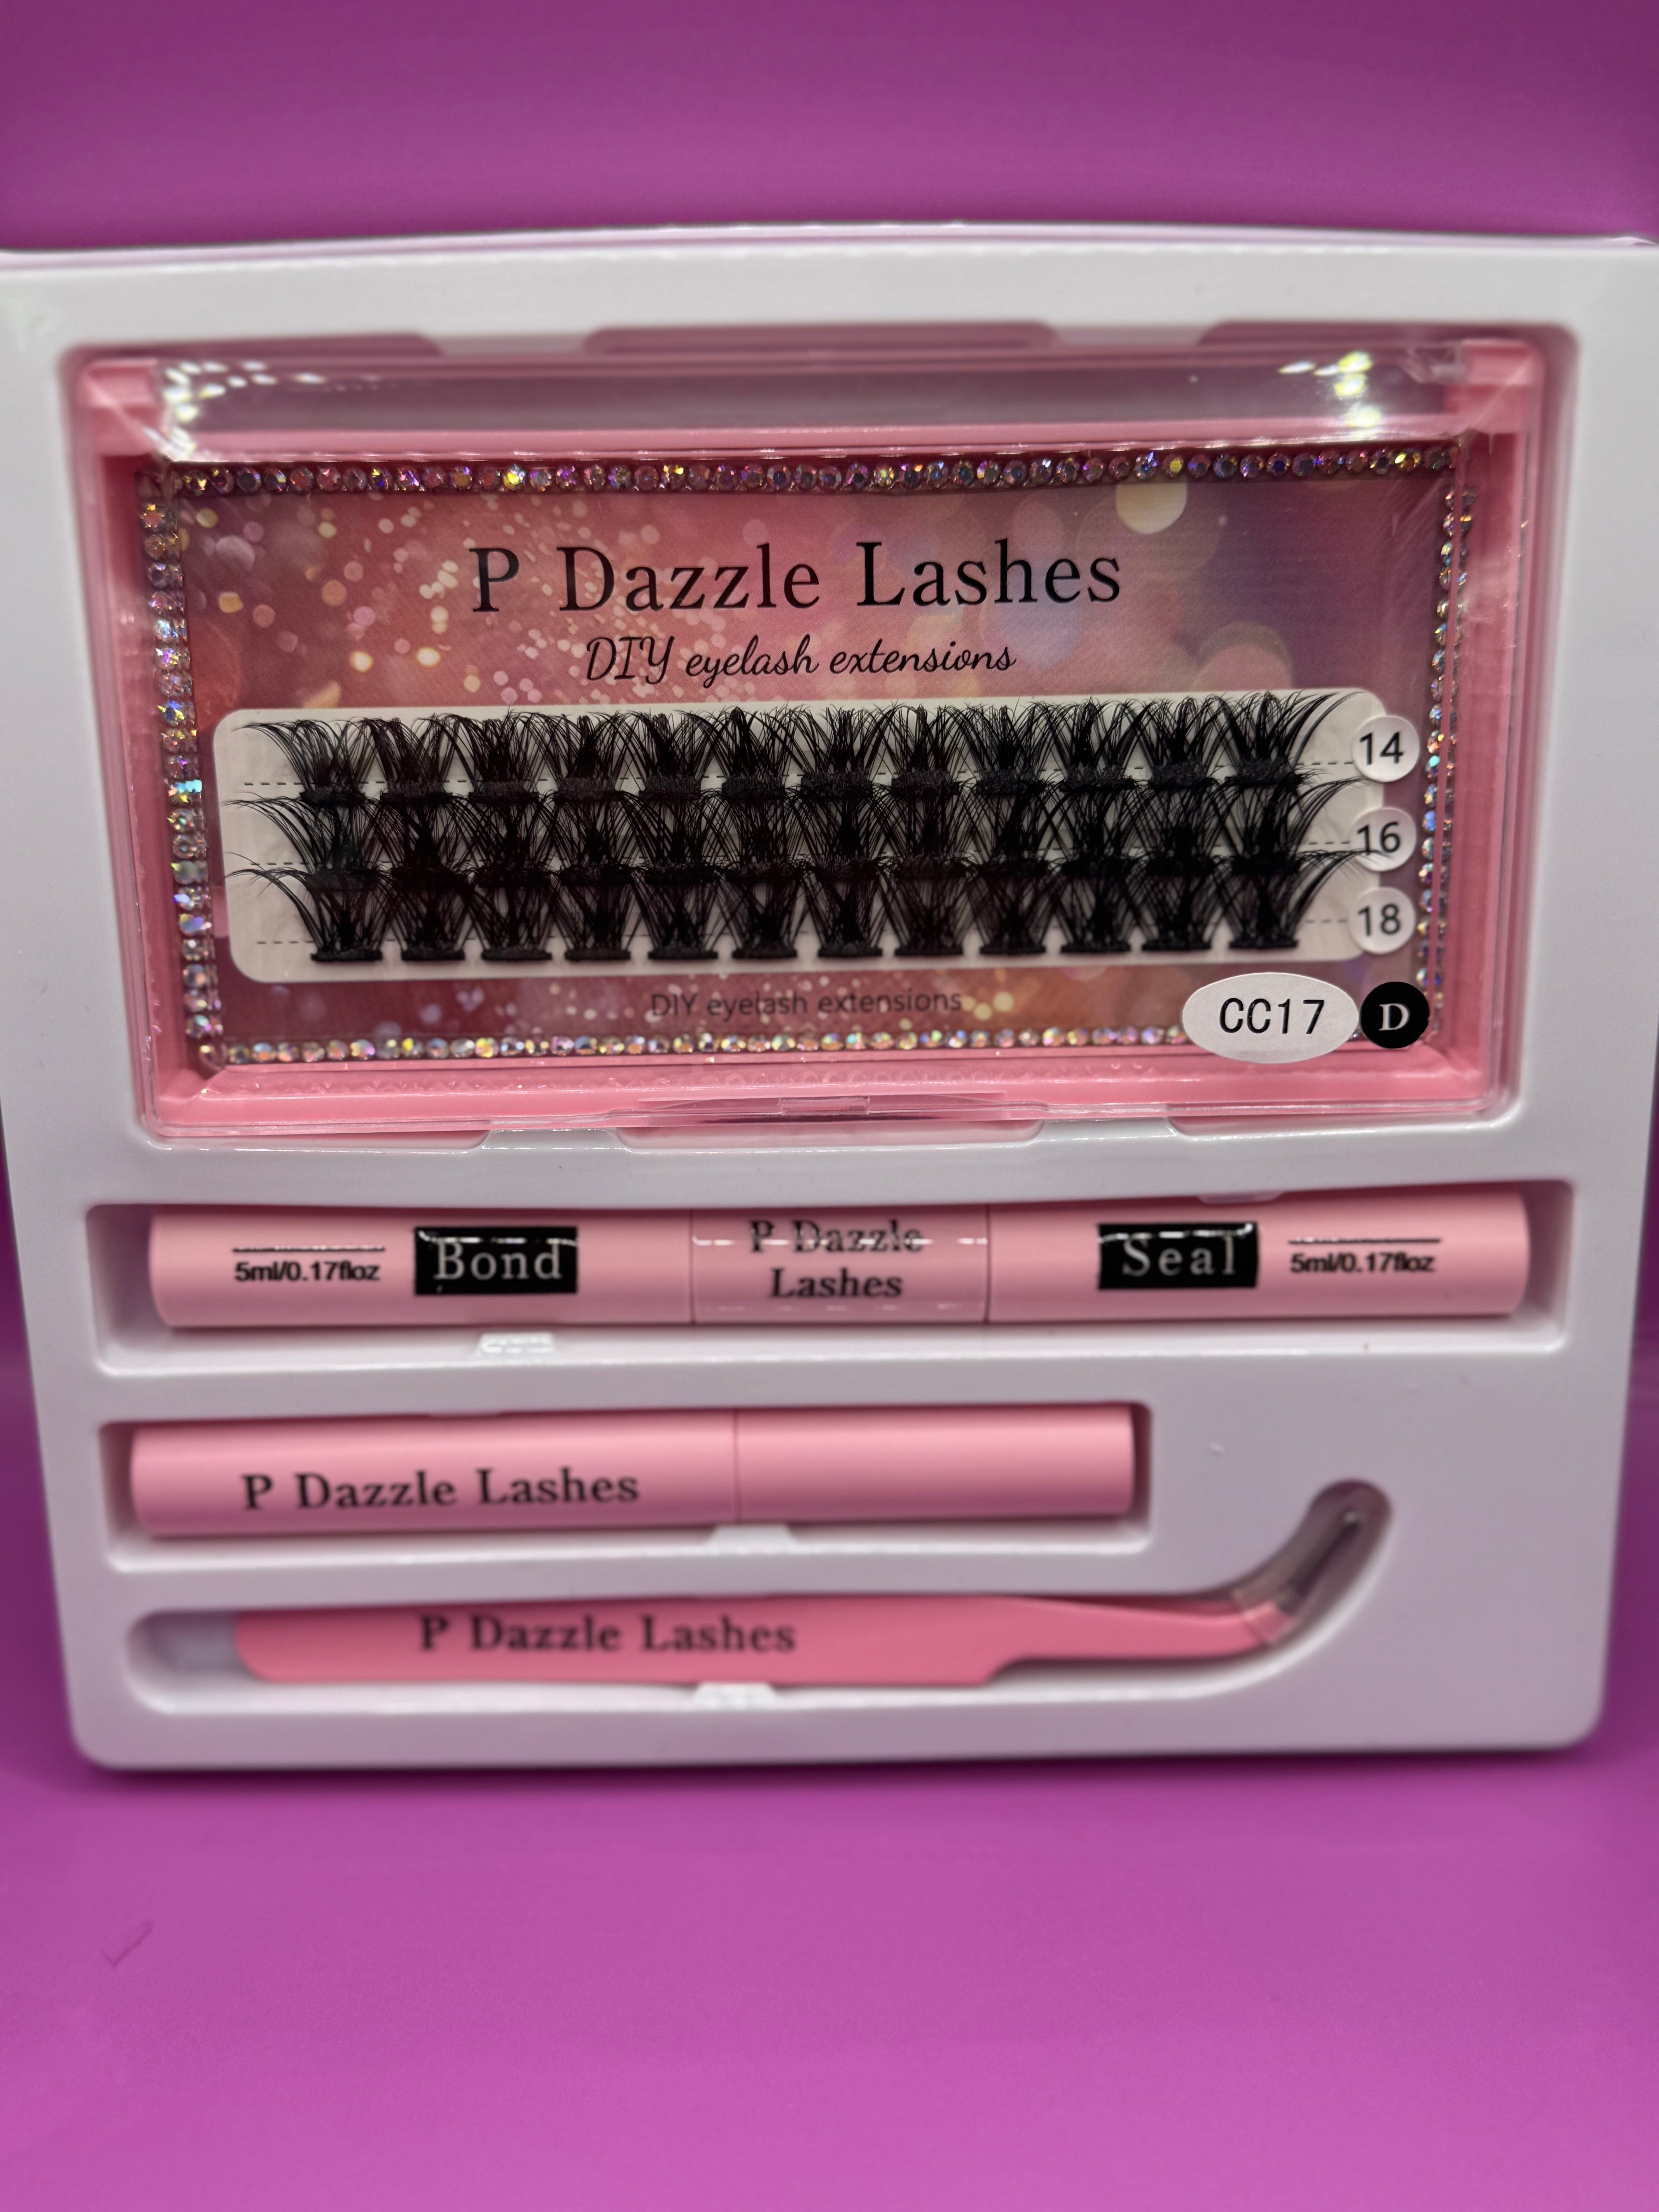 P Dazzle Lashes
DIY eyelash extensions
14
16
18
DIY eyelash extensions
CC17
D
5ml/0.17floz
Bond
P Dazzle
Lashes
Seal
5ml/0.17floz
P Dazzle Lashes
P Dazzle Lashes